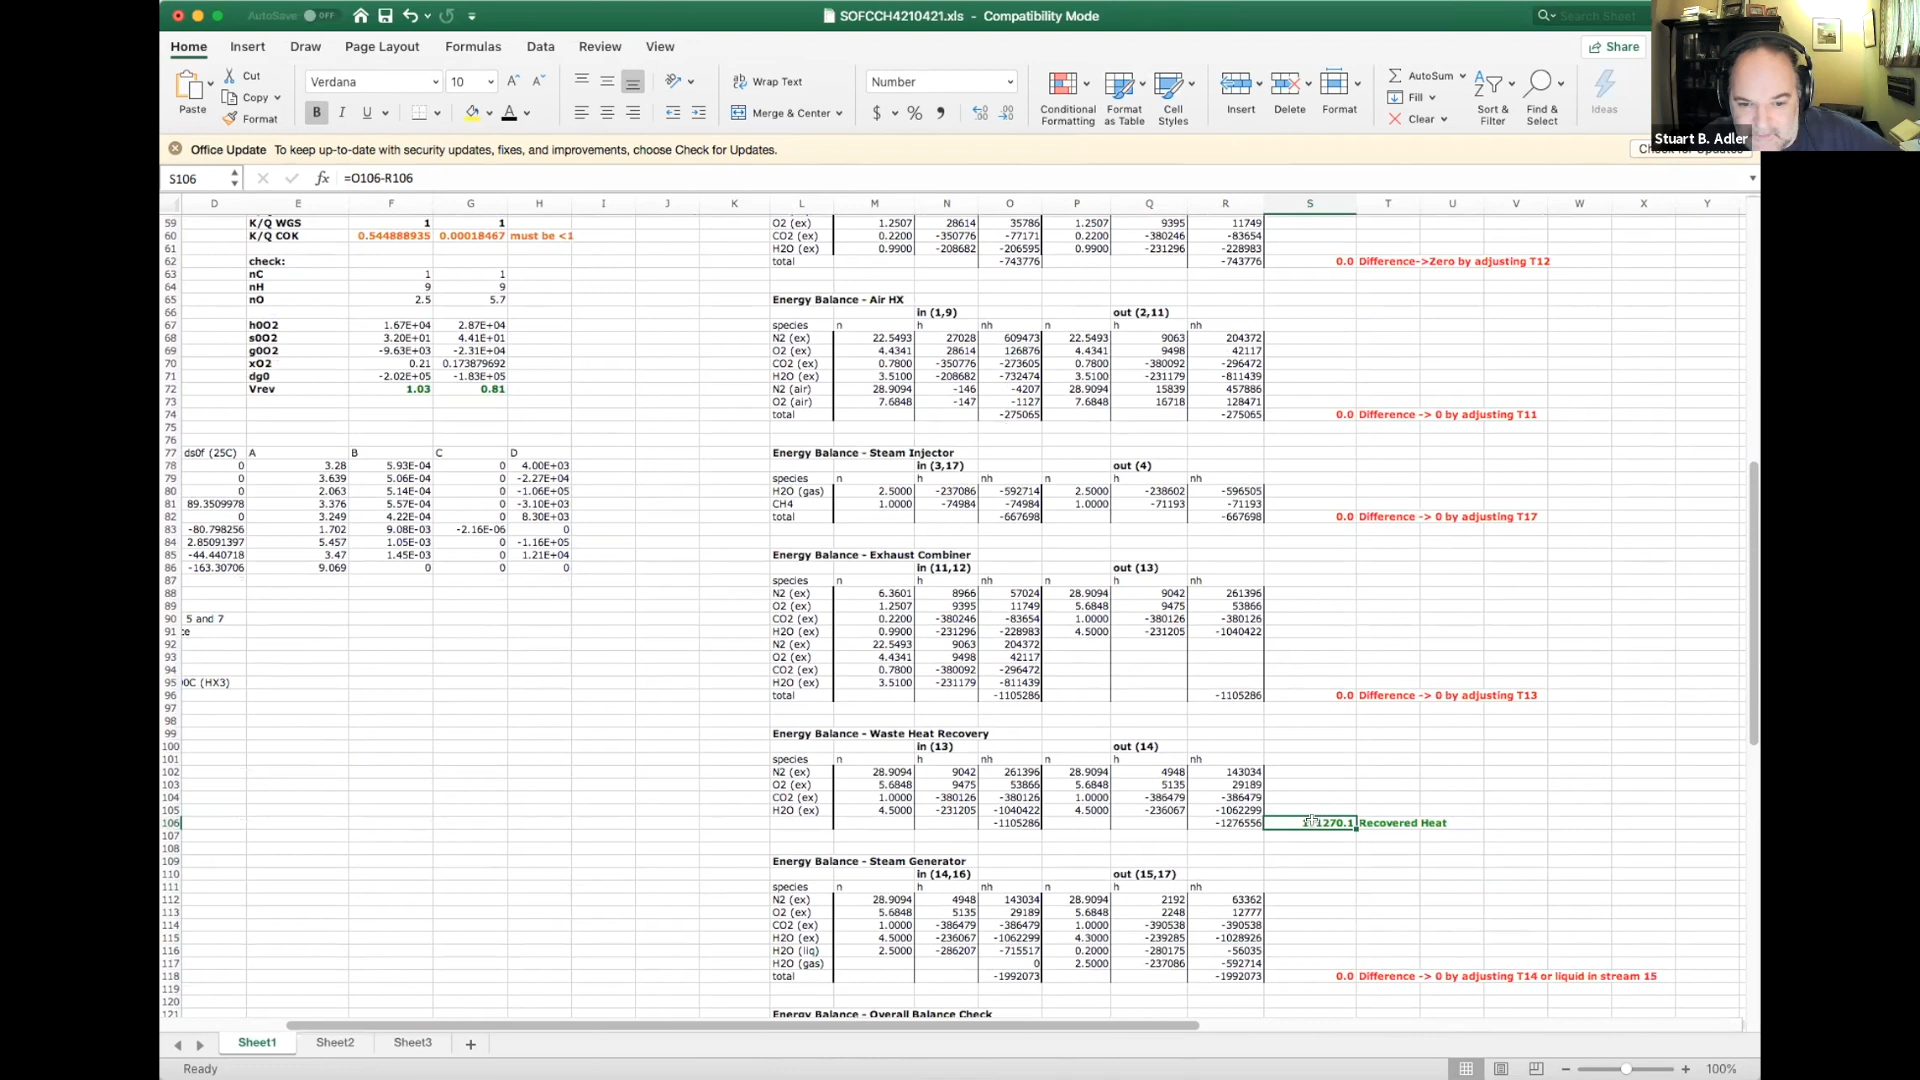 AutoSave OFF
SOFCCH4210421.xls - Compatibility Mode
Search Sheet
Home Insert Draw Page Layout Formulas Data Review View
Share
Paste
Cut
Copy
Format
Verdana 10
B I U
Wrap Text
Merge & Center
Number
$ %
Conditional Formatting
Format as Table
Cell Styles
Insert
Delete
Format
AutoSum
Fill
Clear
Sort & Filter
Find & Select
Ideas
Stuart B. Adler
Office Update To keep up-to-date with security updates, fixes, and improvements, choose Check for Updates.
S106 fx =O106-R106
D E F G H I J K L M N O P Q R S T U V W X Y
59 K/Q WGS 1 1 O2 (ex) 1.2507 28614 35786 1.2507 9395 11749
60 K/Q COK 0.544888935 0.00018467 must be <1 CO2 (ex) 0.2200 -350776 -77171 0.2200 -380246 -83654
61 H2O (ex) 0.9900 -208682 -206595 0.9900 -231296 -228983
62 check: total -743776 -743776 0.0 Difference->Zero by adjusting T12
63 nC 1 1
64 nH 9 9
65 nO 2.5 5.7 Energy Balance - Air HX
66 in (1,9) out (2,11)
67 h0O2 1.67E+04 2.87E+04 species n h nh n h nh
68 s0O2 3.20E+01 4.41E+01 N2 (ex) 22.5493 27028 609473 22.5493 9063 204372
69 g0O2 -9.63E+03 -2.31E+04 O2 (ex) 4.4341 28614 126876 4.4341 9498 42117
70 xO2 0.21 0.173879692 CO2 (ex) 0.7800 -350776 -273605 0.7800 -380092 -296472
71 dg0 -2.02E+05 -1.83E+05 H2O (ex) 3.5100 -208682 -732474 3.5100 -231179 -811439
72 Vrev 1.03 0.81 N2 (air) 28.9094 -146 -4207 28.9094 15839 457886
73 O2 (air) 7.6848 -147 -1127 7.6848 16718 128471
74 total -275065 -275065 0.0 Difference -> 0 by adjusting T11
75
76
77 ds0f (25C) A B C D Energy Balance - Steam Injector
78 0 3.28 5.93E-04 0 4.00E+03 in (3,17) out (4)
79 0 3.639 5.06E-04 0 -2.27E+04 species n h nh n h nh
80 0 2.063 5.14E-04 0 -1.06E+05 H2O (gas) 2.5000 -237086 -592714 2.5000 -238602 -596505
81 89.3509978 3.376 5.57E-04 0 -3.10E+03 CH4 1.0000 -74984 -74984 1.0000 -71193 -71193
82 0 3.249 4.22E-04 0 8.30E+03 total -667698 -667698 0.0 Difference -> 0 by adjusting T17
83 -80.798256 1.702 9.08E-03 -2.16E-06 0
84 2.85091397 5.457 1.05E-03 0 -1.16E+05
85 -44.440718 3.47 1.45E-03 0 1.21E+04 Energy Balance - Exhaust Combiner
86 -163.30706 9.069 0 0 0 in (11,12) out (13)
87 species n h nh n h nh
88 N2 (ex) 6.3601 8966 57024 28.9094 9042 261396
89 O2 (ex) 1.2507 9395 11749 5.6848 9475 53866
90 5 and 7 CO2 (ex) 0.2200 -380246 -83654 1.0000 -380126 -380126
91 ce H2O (ex) 0.9900 -231296 -228983 4.5000 -231205 -1040422
92 N2 (ex) 22.5493 9063 204372
93 O2 (ex) 4.4341 9498 42117
94 CO2 (ex) 0.7800 -380092 -296472
95 0C (HX3) H2O (ex) 3.5100 -231179 -811439
96 total -1105286 -1105286 0.0 Difference -> 0 by adjusting T13
97
98
99 Energy Balance - Waste Heat Recovery
100 in (13) out (14)
101 species n h nh n h nh
102 N2 (ex) 28.9094 9042 261396 28.9094 4948 143034
103 O2 (ex) 5.6848 9475 53866 5.6848 5135 29189
104 CO2 (ex) 1.0000 -380126 -380126 1.0000 -386479 -386479
105 H2O (ex) 4.5000 -231205 -1040422 4.5000 -236067 -1062299
106 -1105286 -1276556 Recovered Heat
107
108
109 Energy Balance - Steam Generator
110 in (14,16) out (15,17)
111 species n h nh n h nh
112 N2 (ex) 28.9094 4948 143034 28.9094 2192 63362
113 O2 (ex) 5.6848 5135 29189 5.6848 2248 12777
114 CO2 (ex) 1.0000 -386479 -386479 1.0000 -390538 -390538
115 H2O (ex) 4.5000 -236067 -1062299 4.3000 -239285 -1028926
116 H2O (liq) 2.5000 -286207 -715517 0.2000 -280175 -56035
117 H2O (gas) 0 2.5000 -237086 -592714
118 total -1992073 -1992073 0.0 Difference -> 0 by adjusting T14 or liquid in stream 15
119
120
121 Energy Balance - Overall Balance Check
Sheet1 Sheet2 Sheet3 +
Ready
100%